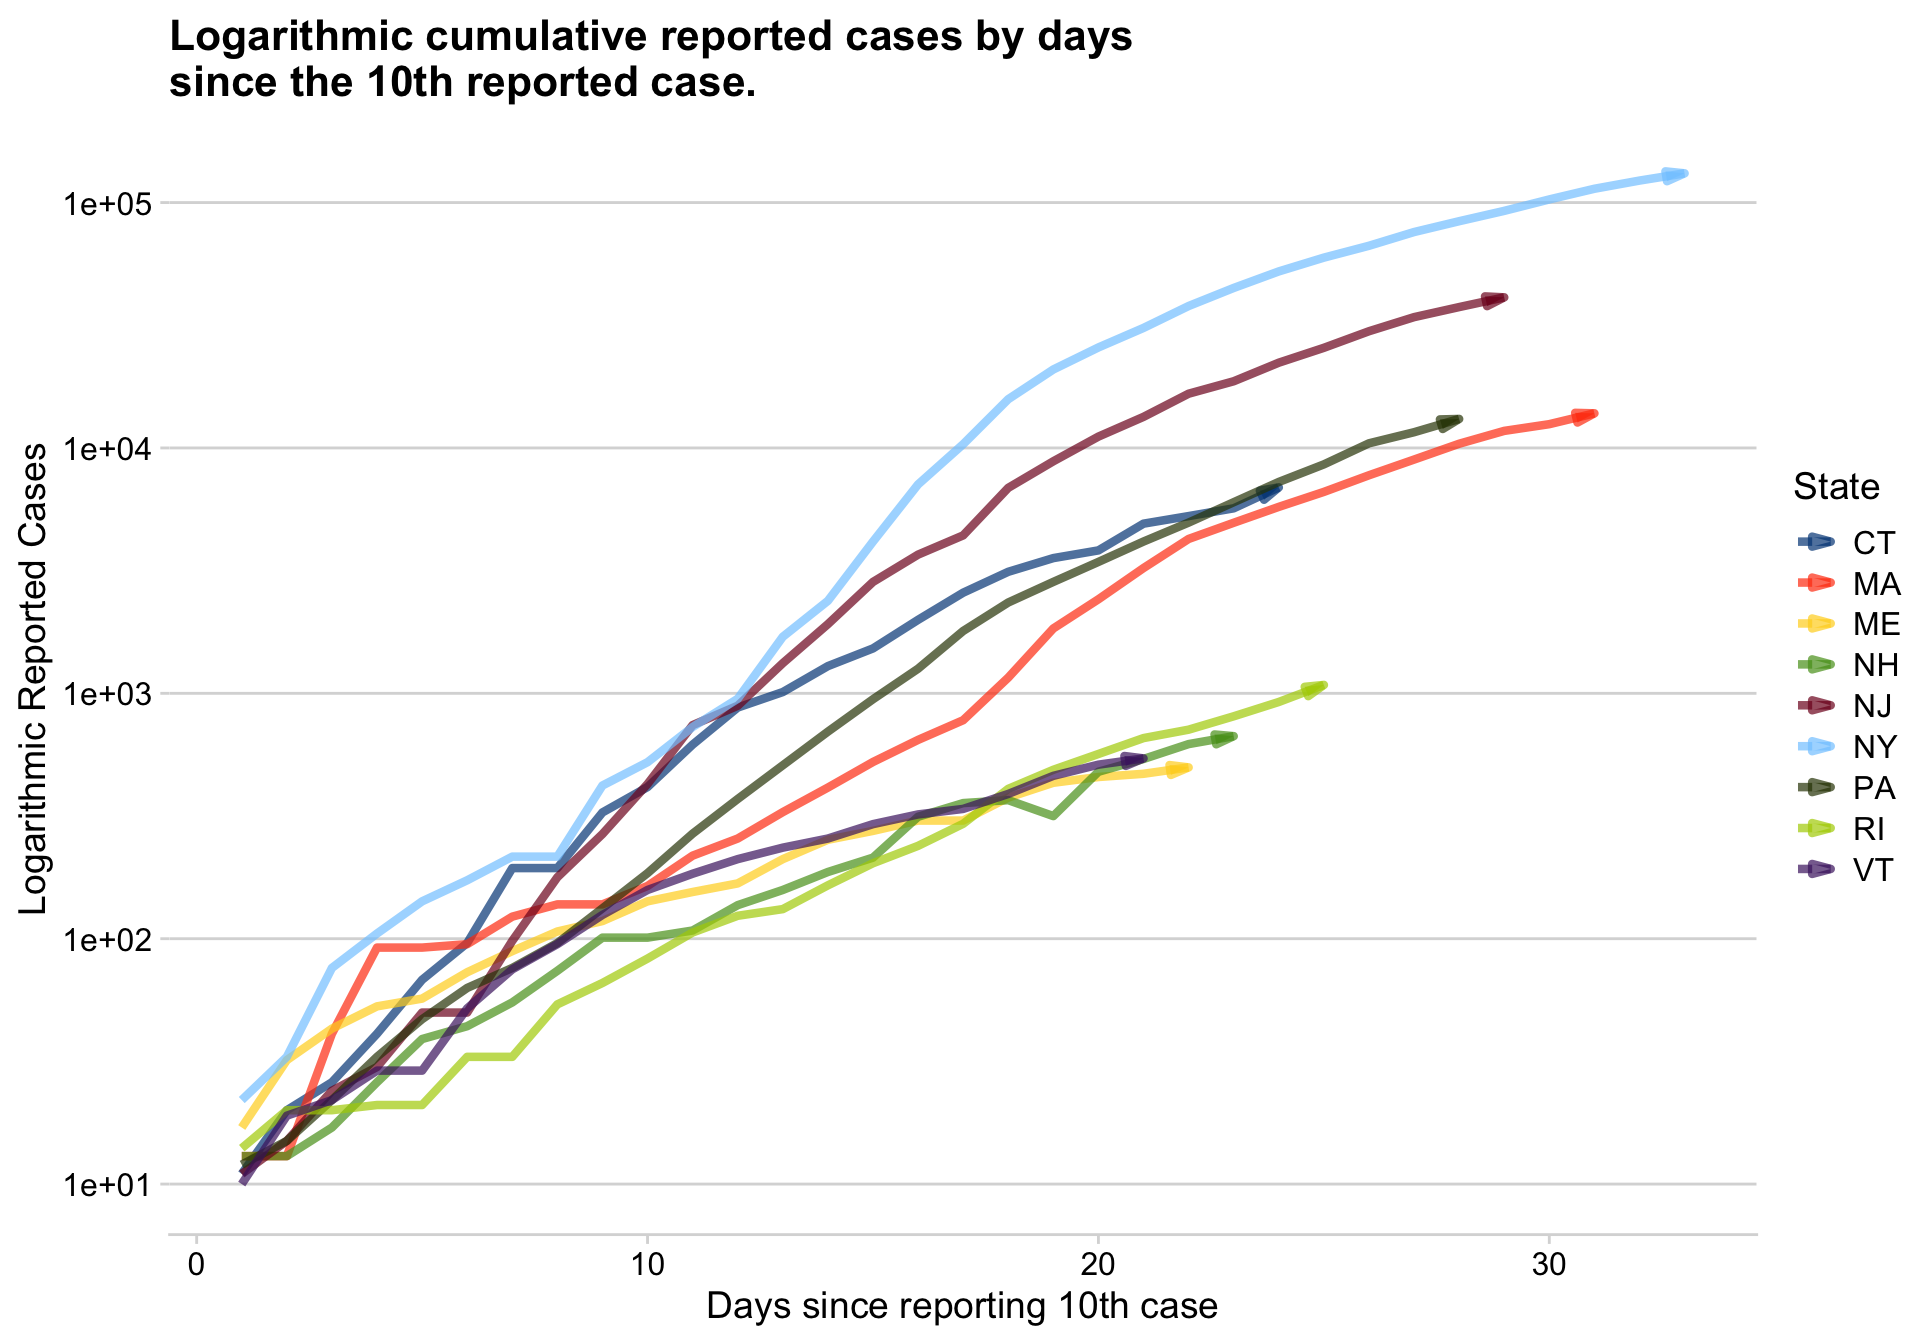 Logarithmic cumulative reported cases by days
since the 10th reported case.
Logarithmic Reported Cases
1e+05
1e+04
1e+03
1e+02
1e+01
0 10 20 30
Days since reporting 10th case
State
CT
MA
ME
NH
NJ
NY
PA
RI
VT